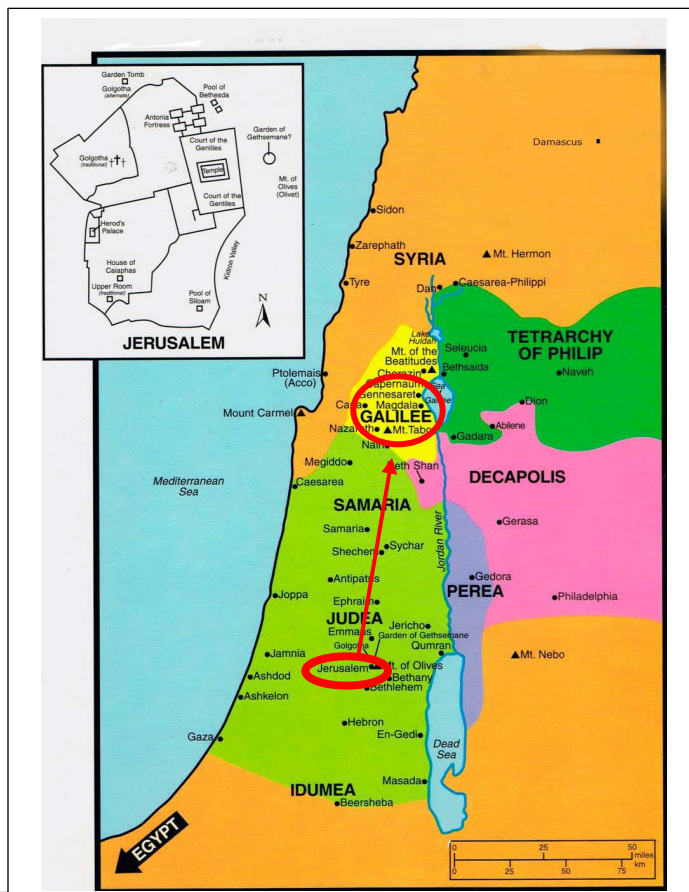 Garden Tomb
Golgotha
(alternate)
Pool of
Bethesda
Antonia
Fortress
Garden of
Gethsemane?
Court of the
Gentiles
Golgotha
(traditional)
Temple
Mt. of
Olives
(Olivet)
Court of the
Gentiles
Herod's
Palace
House of
Caiaphas
Upper Room
(traditional)
Kidron Valley
Pool of
Siloam
N
JERUSALEM
Damascus
Sidon
Zarephath
SYRIA
Mt. Hermon
Tyre
Dan
Caesarea-Philippi
Lake
Huldah
TETRARCHY
OF PHILIP
Mt. of the
Beatitudes
Seleucia
Chorazin
Bethsaida
Naveh
Ptolemais
(Acco)
Capernaum
Sea
Galilee
Gennesaret
Cana
Magdala
Dion
Mount Carmel
GALILEE
Abilene
Nazareth
Mt.Tabo
Gadara
Nain
Megiddo
eth Shan
DECAPOLIS
Mediterranean
Sea
Caesarea
SAMARIA
Samaria
Gerasa
Sychar
Shechem
Jordan River
Antipatris
Gedora
PEREA
Joppa
Ephraim
Philadelphia
JUDEA
Jericho
Emmaus
Garden of Gethsemane
Golgotha
Qumran
Jamnia
Mt. Nebo
Jerusalem
Mt. of Olives
Ashdod
Bethany
Bethlehem
Ashkelon
Hebron
Gaza
En-Gedi
Dead
Sea
Masada
IDUMEA
Beersheba
EGYPT
0 25 50
miles
km
0 25 50 75